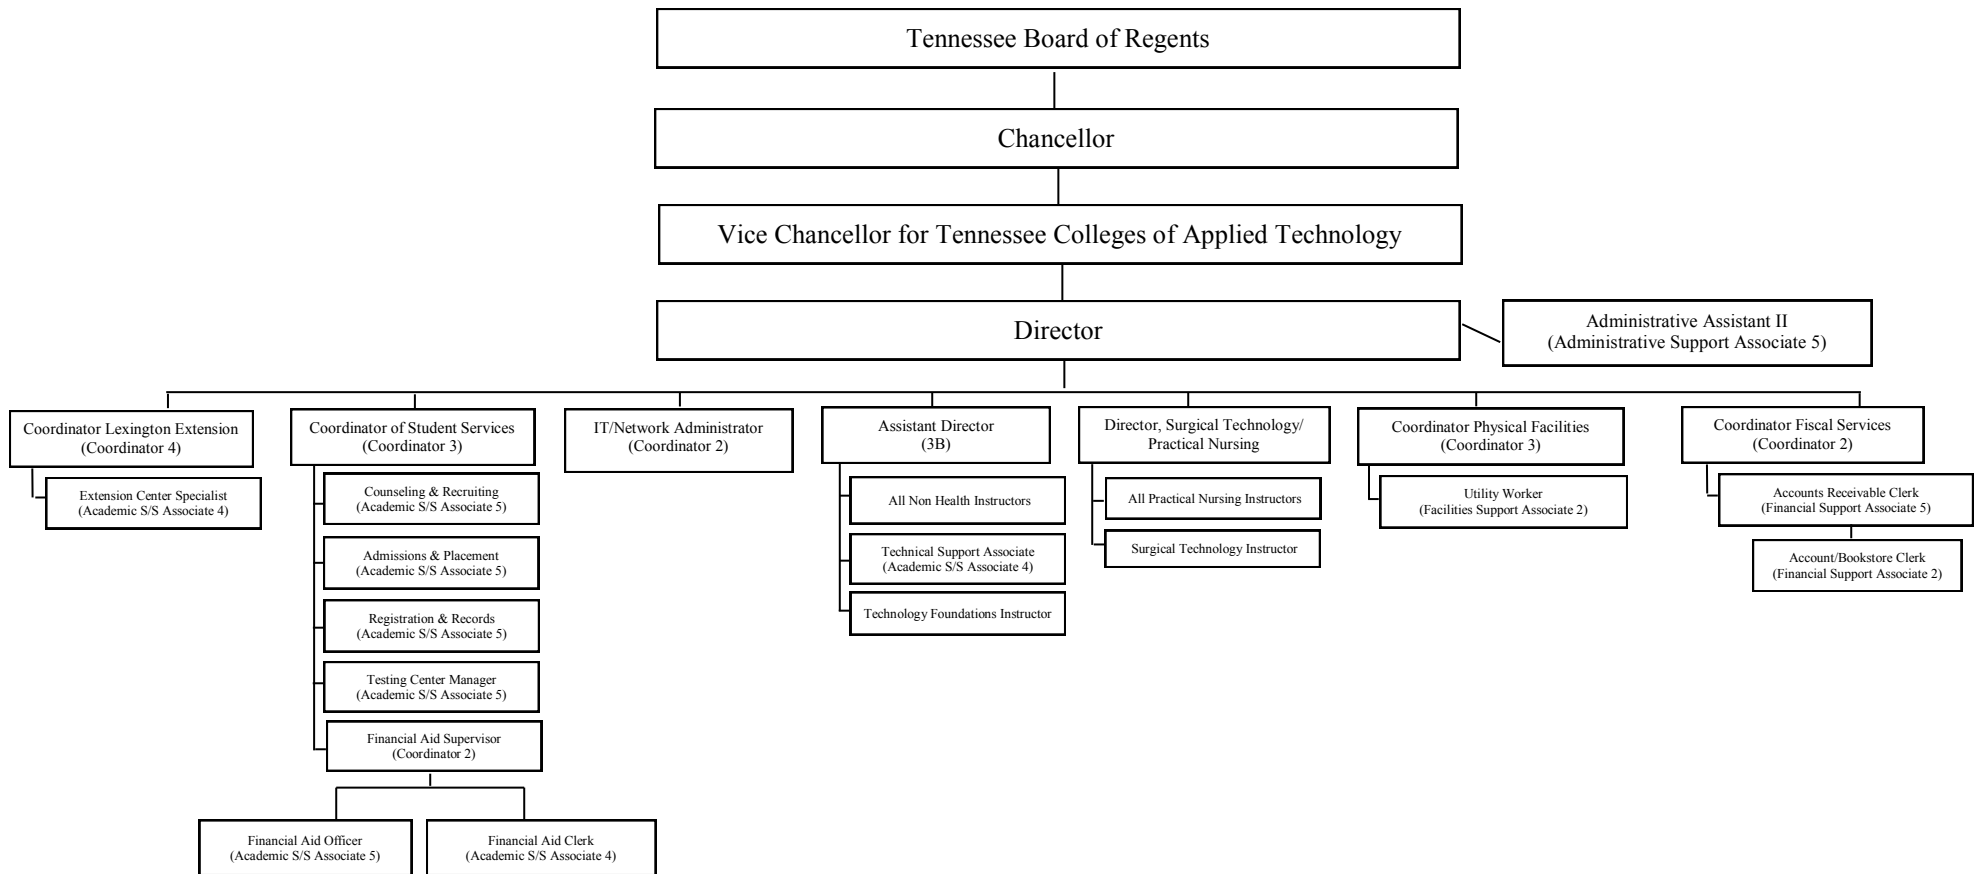 Tennessee Board of Regents
Chancellor
Vice Chancellor for Tennessee Colleges of Applied Technology
Director
Administrative Assistant II
(Administrative Support Associate 5)
Coordinator Lexington Extension
(Coordinator 4)
Extension Center Specialist
(Academic S/S Associate 4)
Coordinator of Student Services
(Coordinator 3)
Counseling & Recruiting
(Academic S/S Associate 5)
Admissions & Placement
(Academic S/S Associate 5)
Registration & Records
(Academic S/S Associate 5)
Testing Center Manager
(Academic S/S Associate 5)
Financial Aid Supervisor
(Coordinator 2)
Financial Aid Officer
(Academic S/S Associate 5)
Financial Aid Clerk
(Academic S/S Associate 4)
IT/Network Administrator
(Coordinator 2)
Assistant Director
(3B)
All Non Health Instructors
Technical Support Associate
(Academic S/S Associate 4)
Technology Foundations Instructor
Director, Surgical Technology/
Practical Nursing
All Practical Nursing Instructors
Surgical Technology Instructor
Coordinator Physical Facilities
(Coordinator 3)
Utility Worker
(Facilities Support Associate 2)
Coordinator Fiscal Services
(Coordinator 2)
Accounts Receivable Clerk
(Financial Support Associate 5)
Account/Bookstore Clerk
(Financial Support Associate 2)